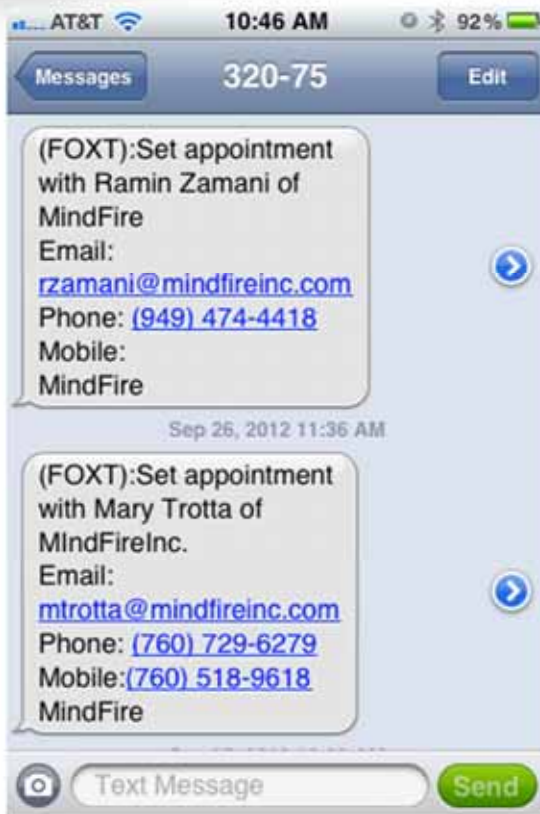 AT&T 10:46 AM 92%
Messages 320-75 Edit
(FOXT):Set appointment
with Ramin Zamani of
MindFire
Email:
rzamani@mindfireinc.com
Phone: (949) 474-4418
Mobile:
MindFire
Sep 26, 2012 11:36 AM
(FOXT):Set appointment
with Mary Trotta of
MIndFireInc.
Email:
mtrotta@mindfireinc.com
Phone: (760) 729-6279
Mobile:(760) 518-9618
MindFire
Text Message Send